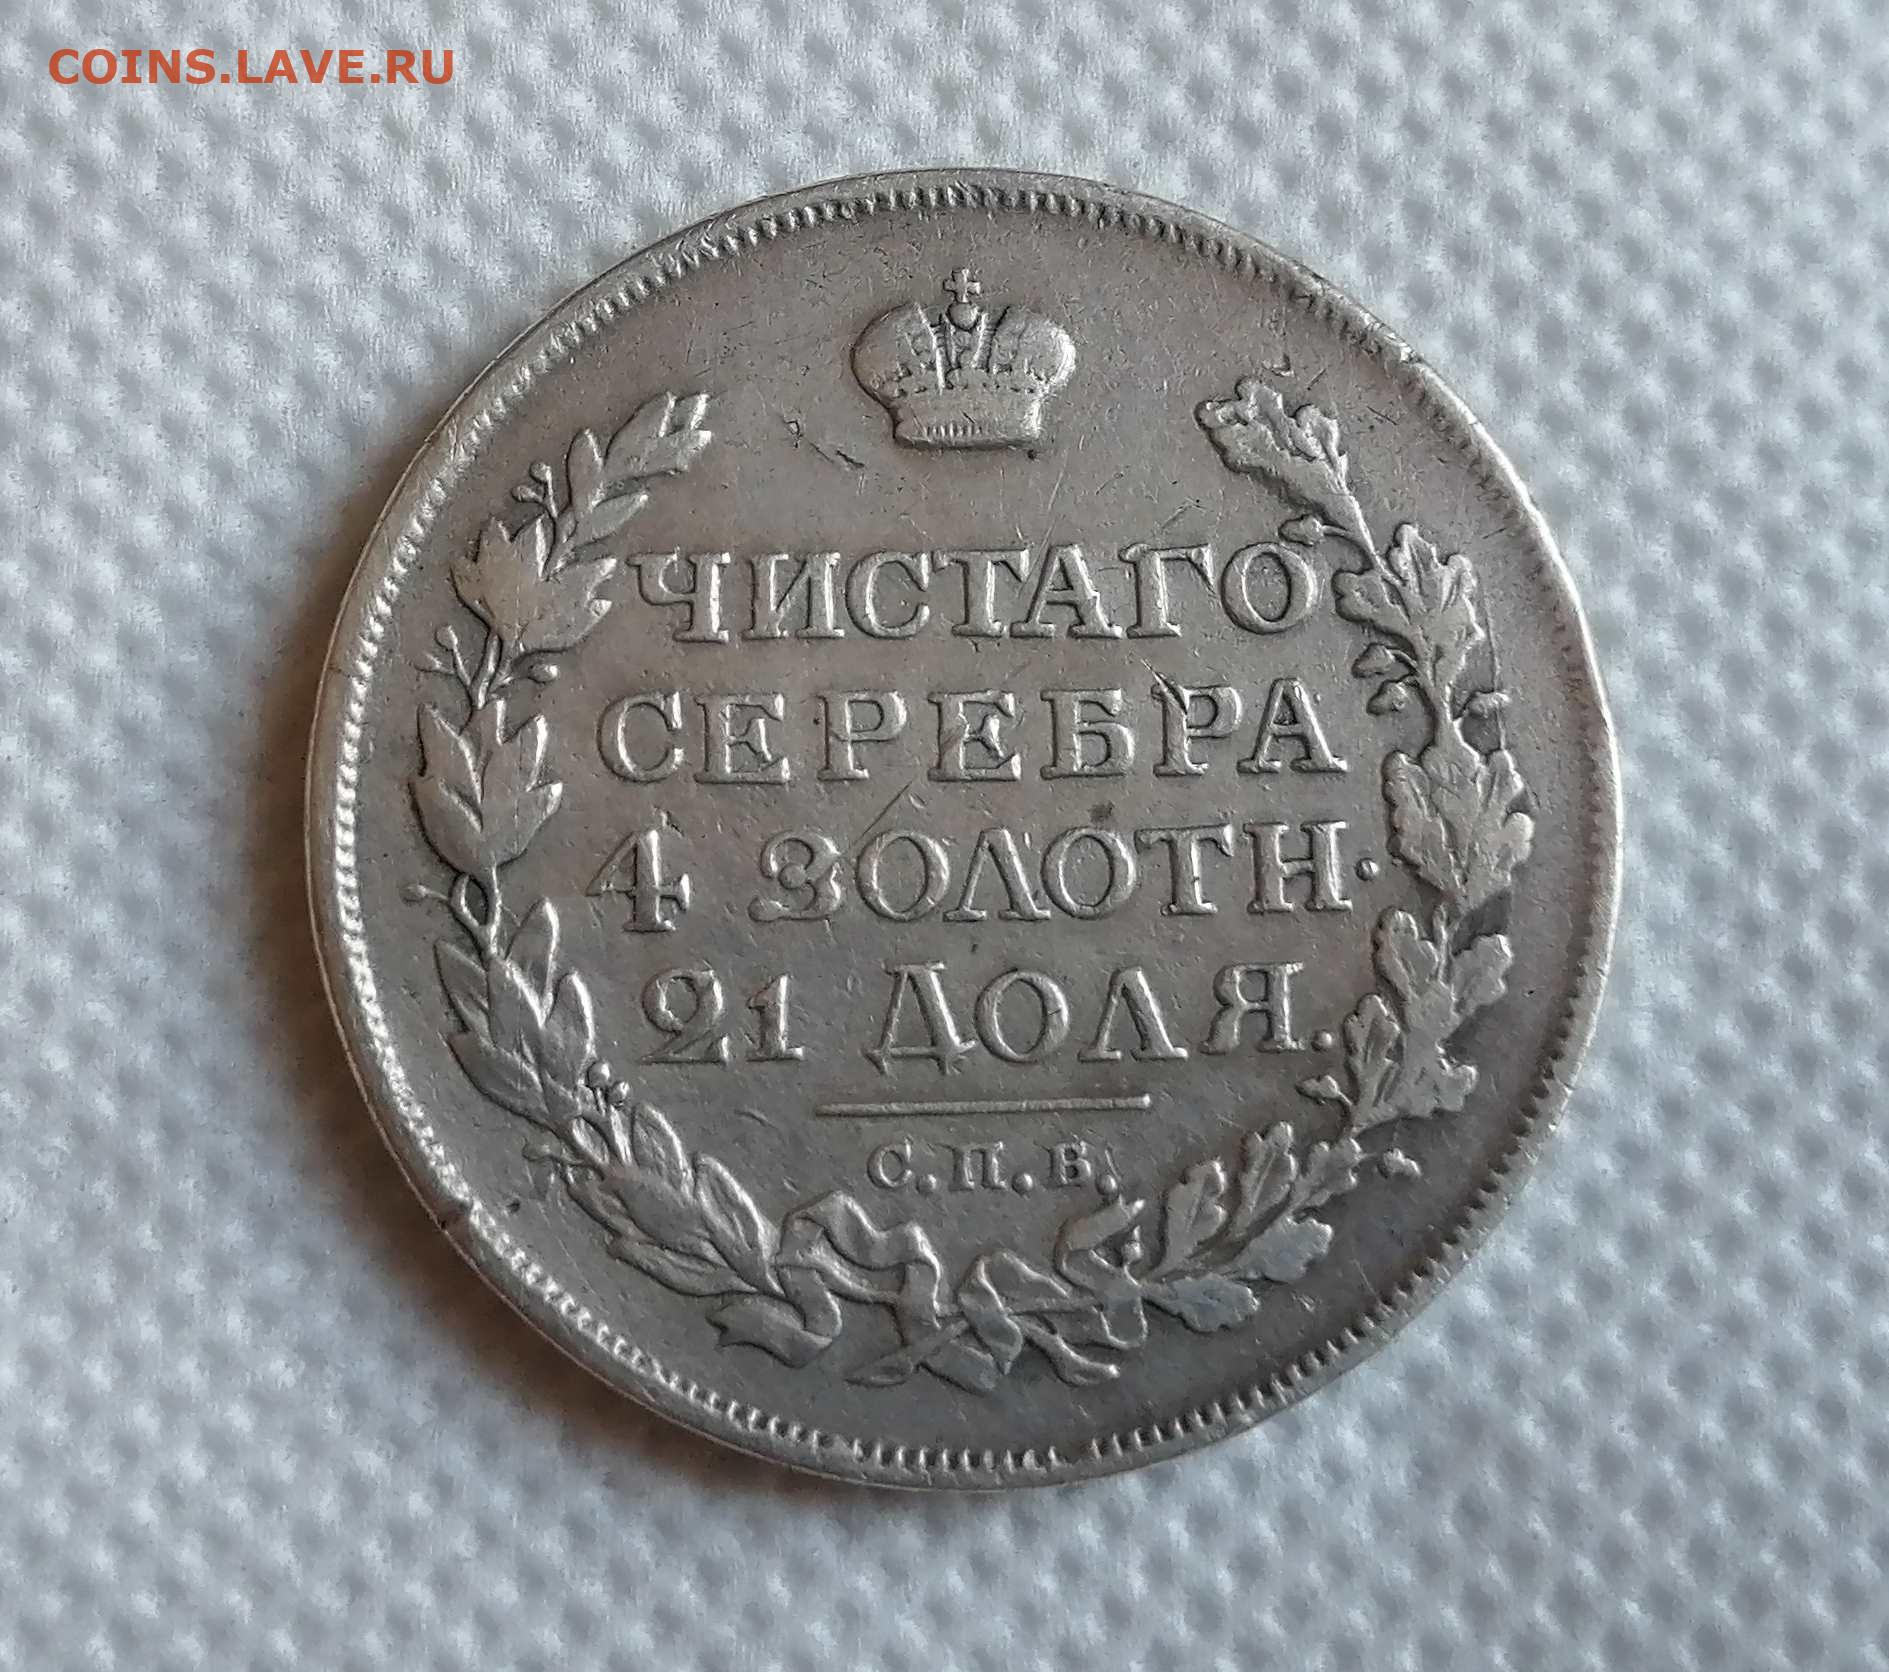 COINS.LAVE.RU
ЧИСТАГО
СЕРЕБРА
4 ЗОЛОТН.
21 ДОЛЯ.
С.П.Б.